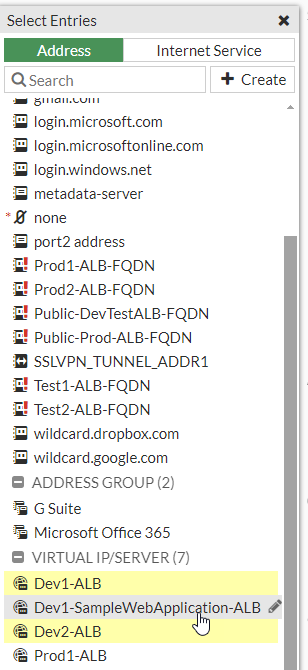 Select Entries
Address Internet Service
Search Create
gmail.com
login.microsoft.com
login.microsoftonline.com
login.windows.net
metadata-server
* none
port2 address
Prod1-ALB-FQDN
Prod2-ALB-FQDN
Public-DevTestALB-FQDN
Public-Prod-ALB-FQDN
SSLVPN_TUNNEL_ADDR1
Test1-ALB-FQDN
Test2-ALB-FQDN
wildcard.dropbox.com
wildcard.google.com
ADDRESS GROUP (2)
G Suite
Microsoft Office 365
VIRTUAL IP/SERVER (7)
Dev1-ALB
Dev1-SampleWebApplication-ALB
Dev2-ALB
Prod1-ALB